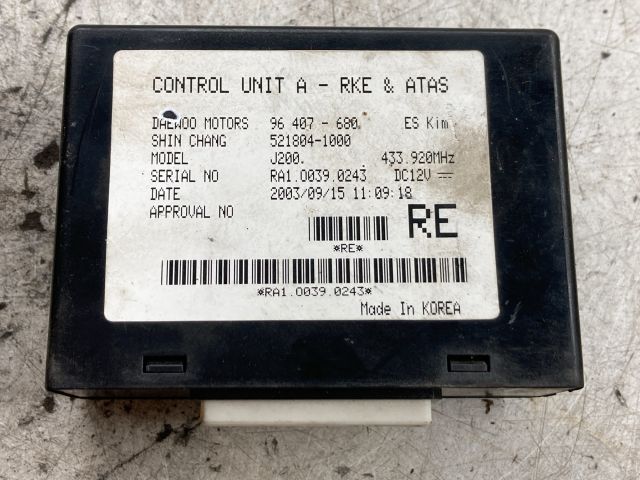 CONTROL UNIT A - RKE & ATAS
DAEWOO MOTORS 96 407 - 680. ES Kim
SHIN CHANG 521804-1000
MODEL J200. 433.920MHz
SERIAL NO RA1.0039.0243 DC12V
DATE 2003/09/15 11:09:18
APPROVAL NO
RE
*RE*
*RA1.0039.0243*
Made In KOREA